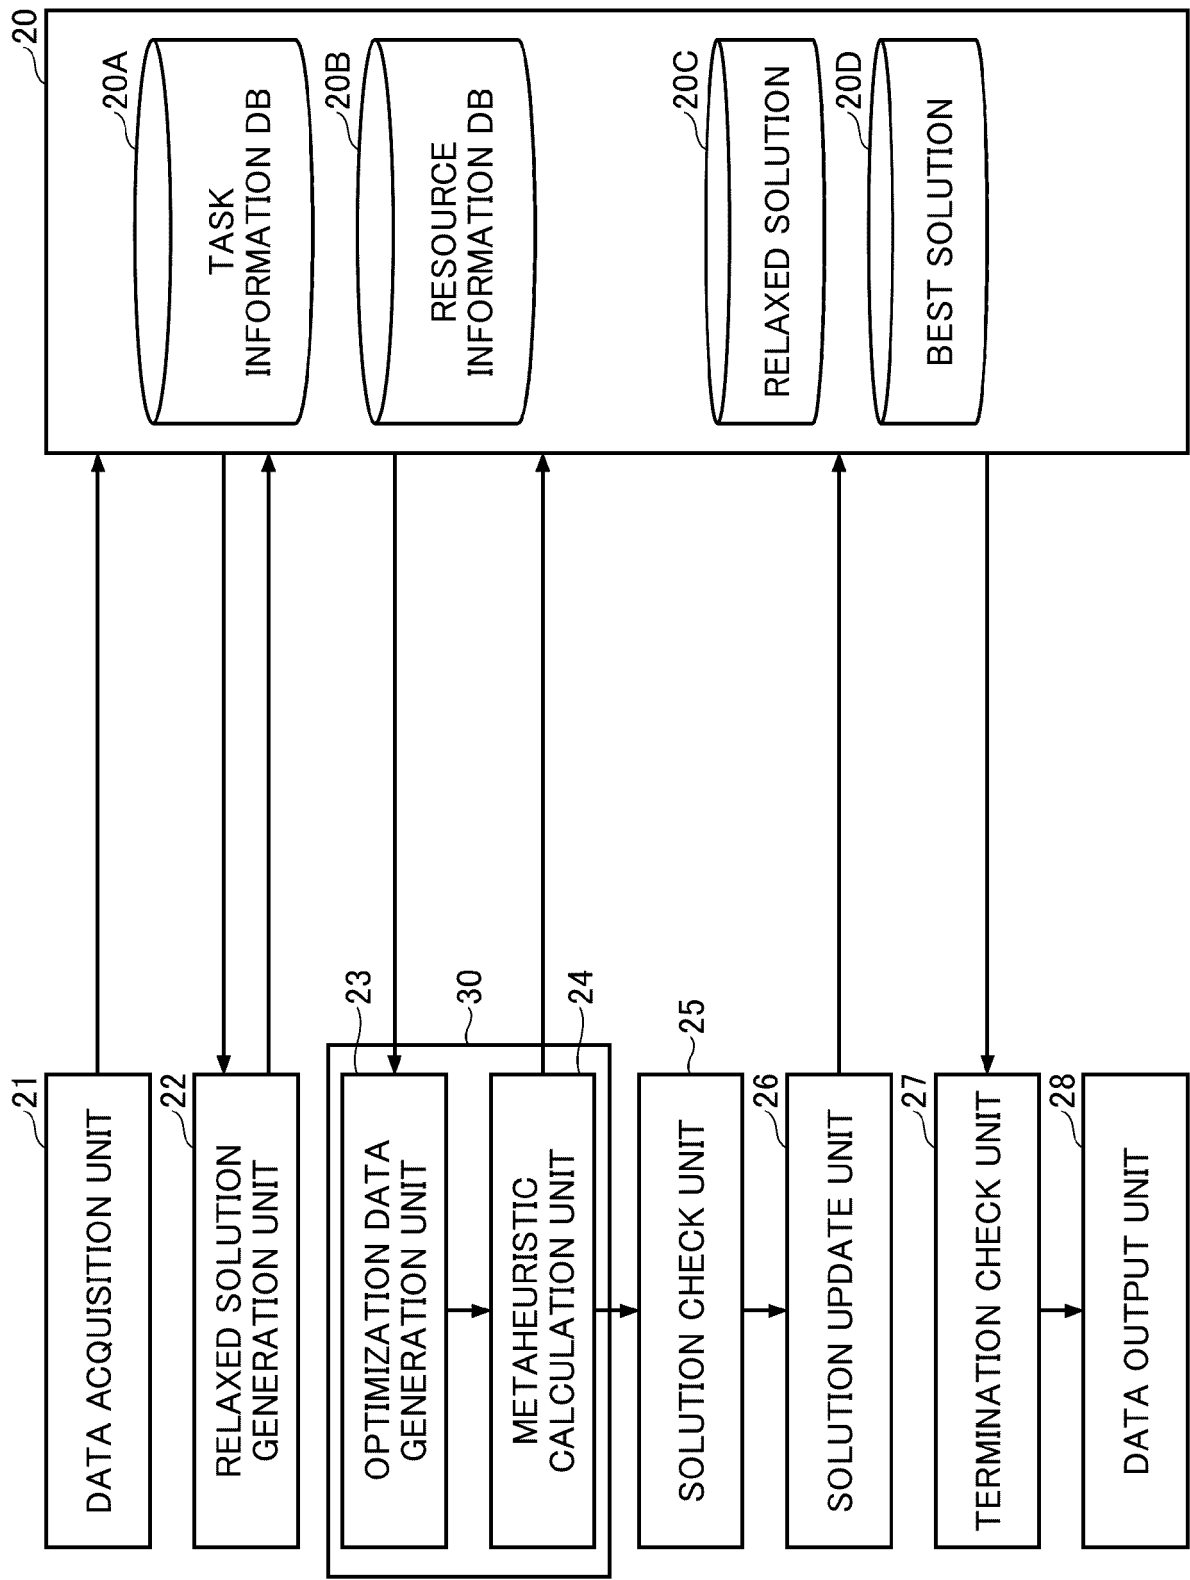 20
20A
TASK
INFORMATION DB
20B
RESOURCE
INFORMATION DB
20C
RELAXED SOLUTION
20D
BEST SOLUTION
21
DATA ACQUISITION UNIT
22
RELAXED SOLUTION
GENERATION UNIT
30
23
OPTIMIZATION DATA
GENERATION UNIT
24
METAHEURISTIC
CALCULATION UNIT
25
SOLUTION CHECK UNIT
26
SOLUTION UPDATE UNIT
27
TERMINATION CHECK UNIT
28
DATA OUTPUT UNIT